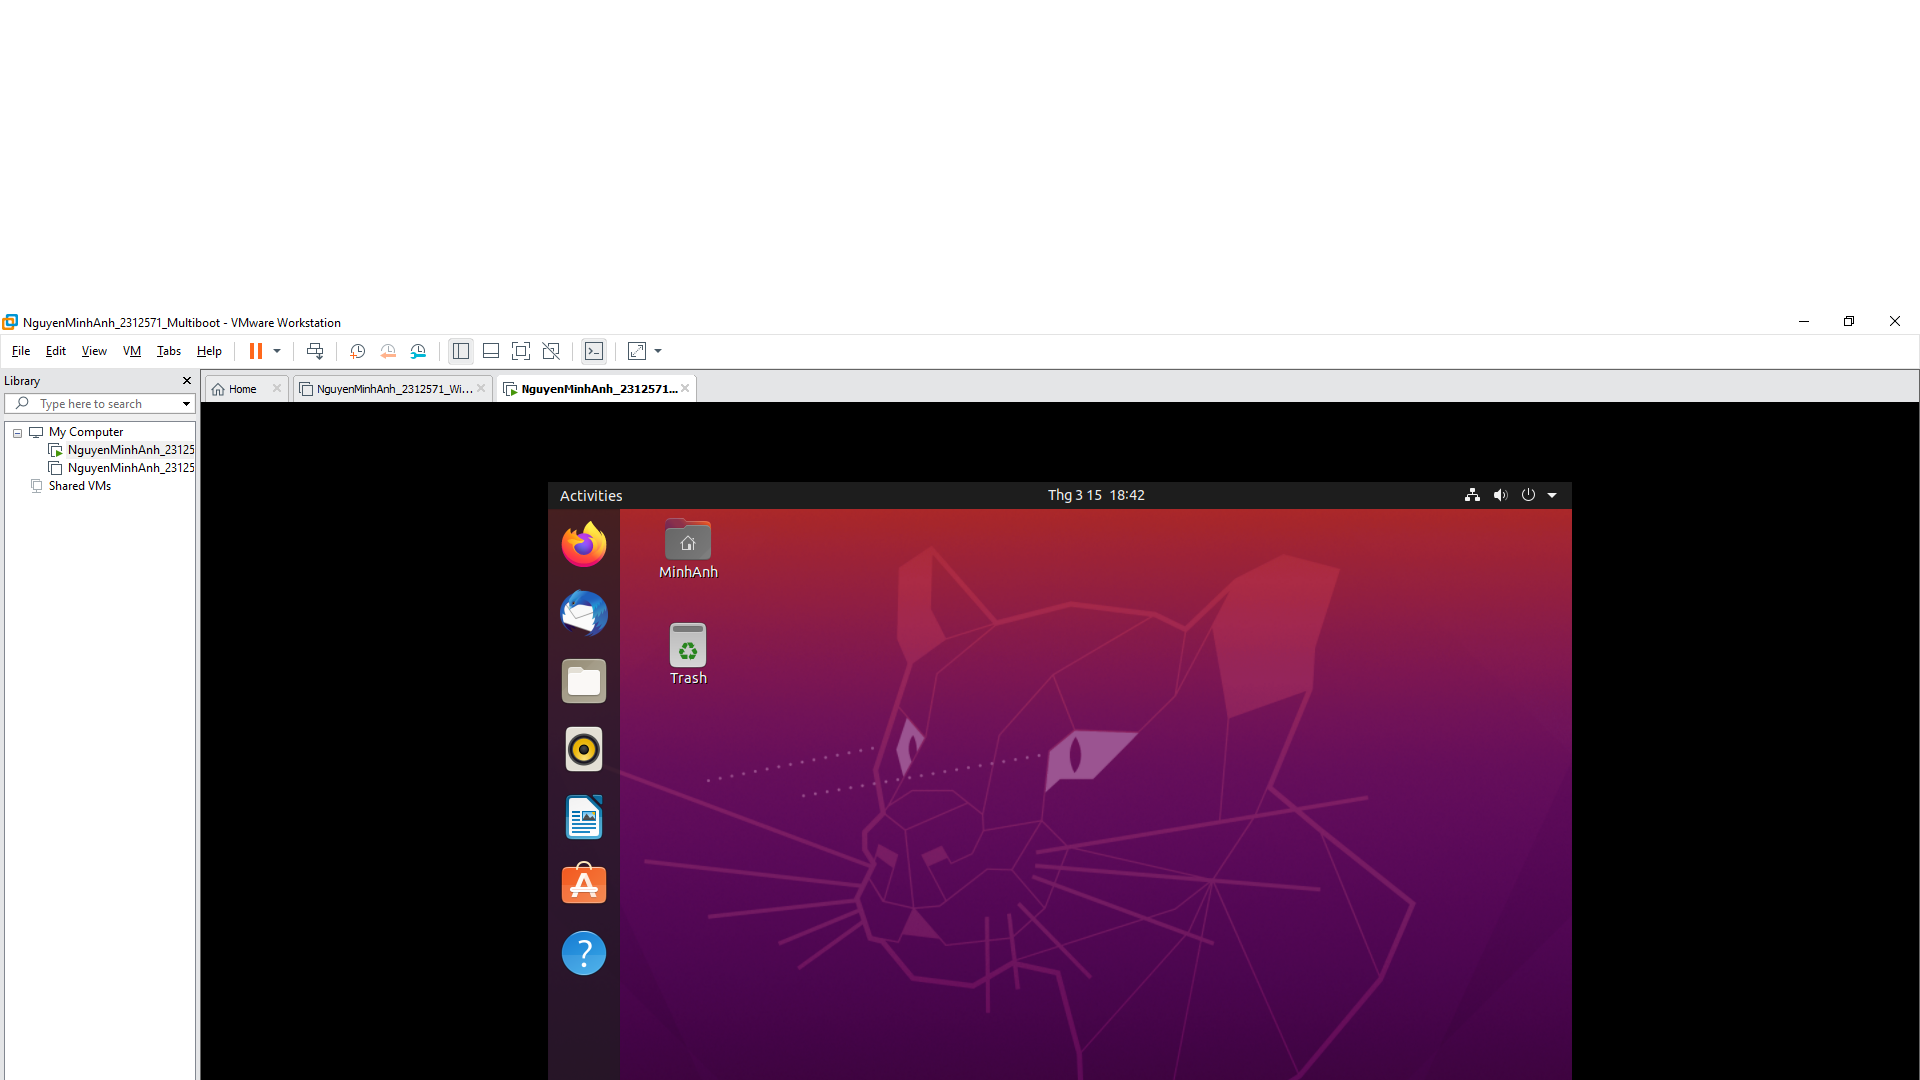 NguyenMinhAnh_2312571_Multiboot - VMware Workstation
File Edit View VM Tabs Help
Library
Type here to search
Home
NguyenMinhAnh_2312571_Wi...
NguyenMinhAnh_2312571...
My Computer
NguyenMinhAnh_23125
NguyenMinhAnh_23125
Shared VMs
Activities
Thg 3 15 18:42
MinhAnh
Trash